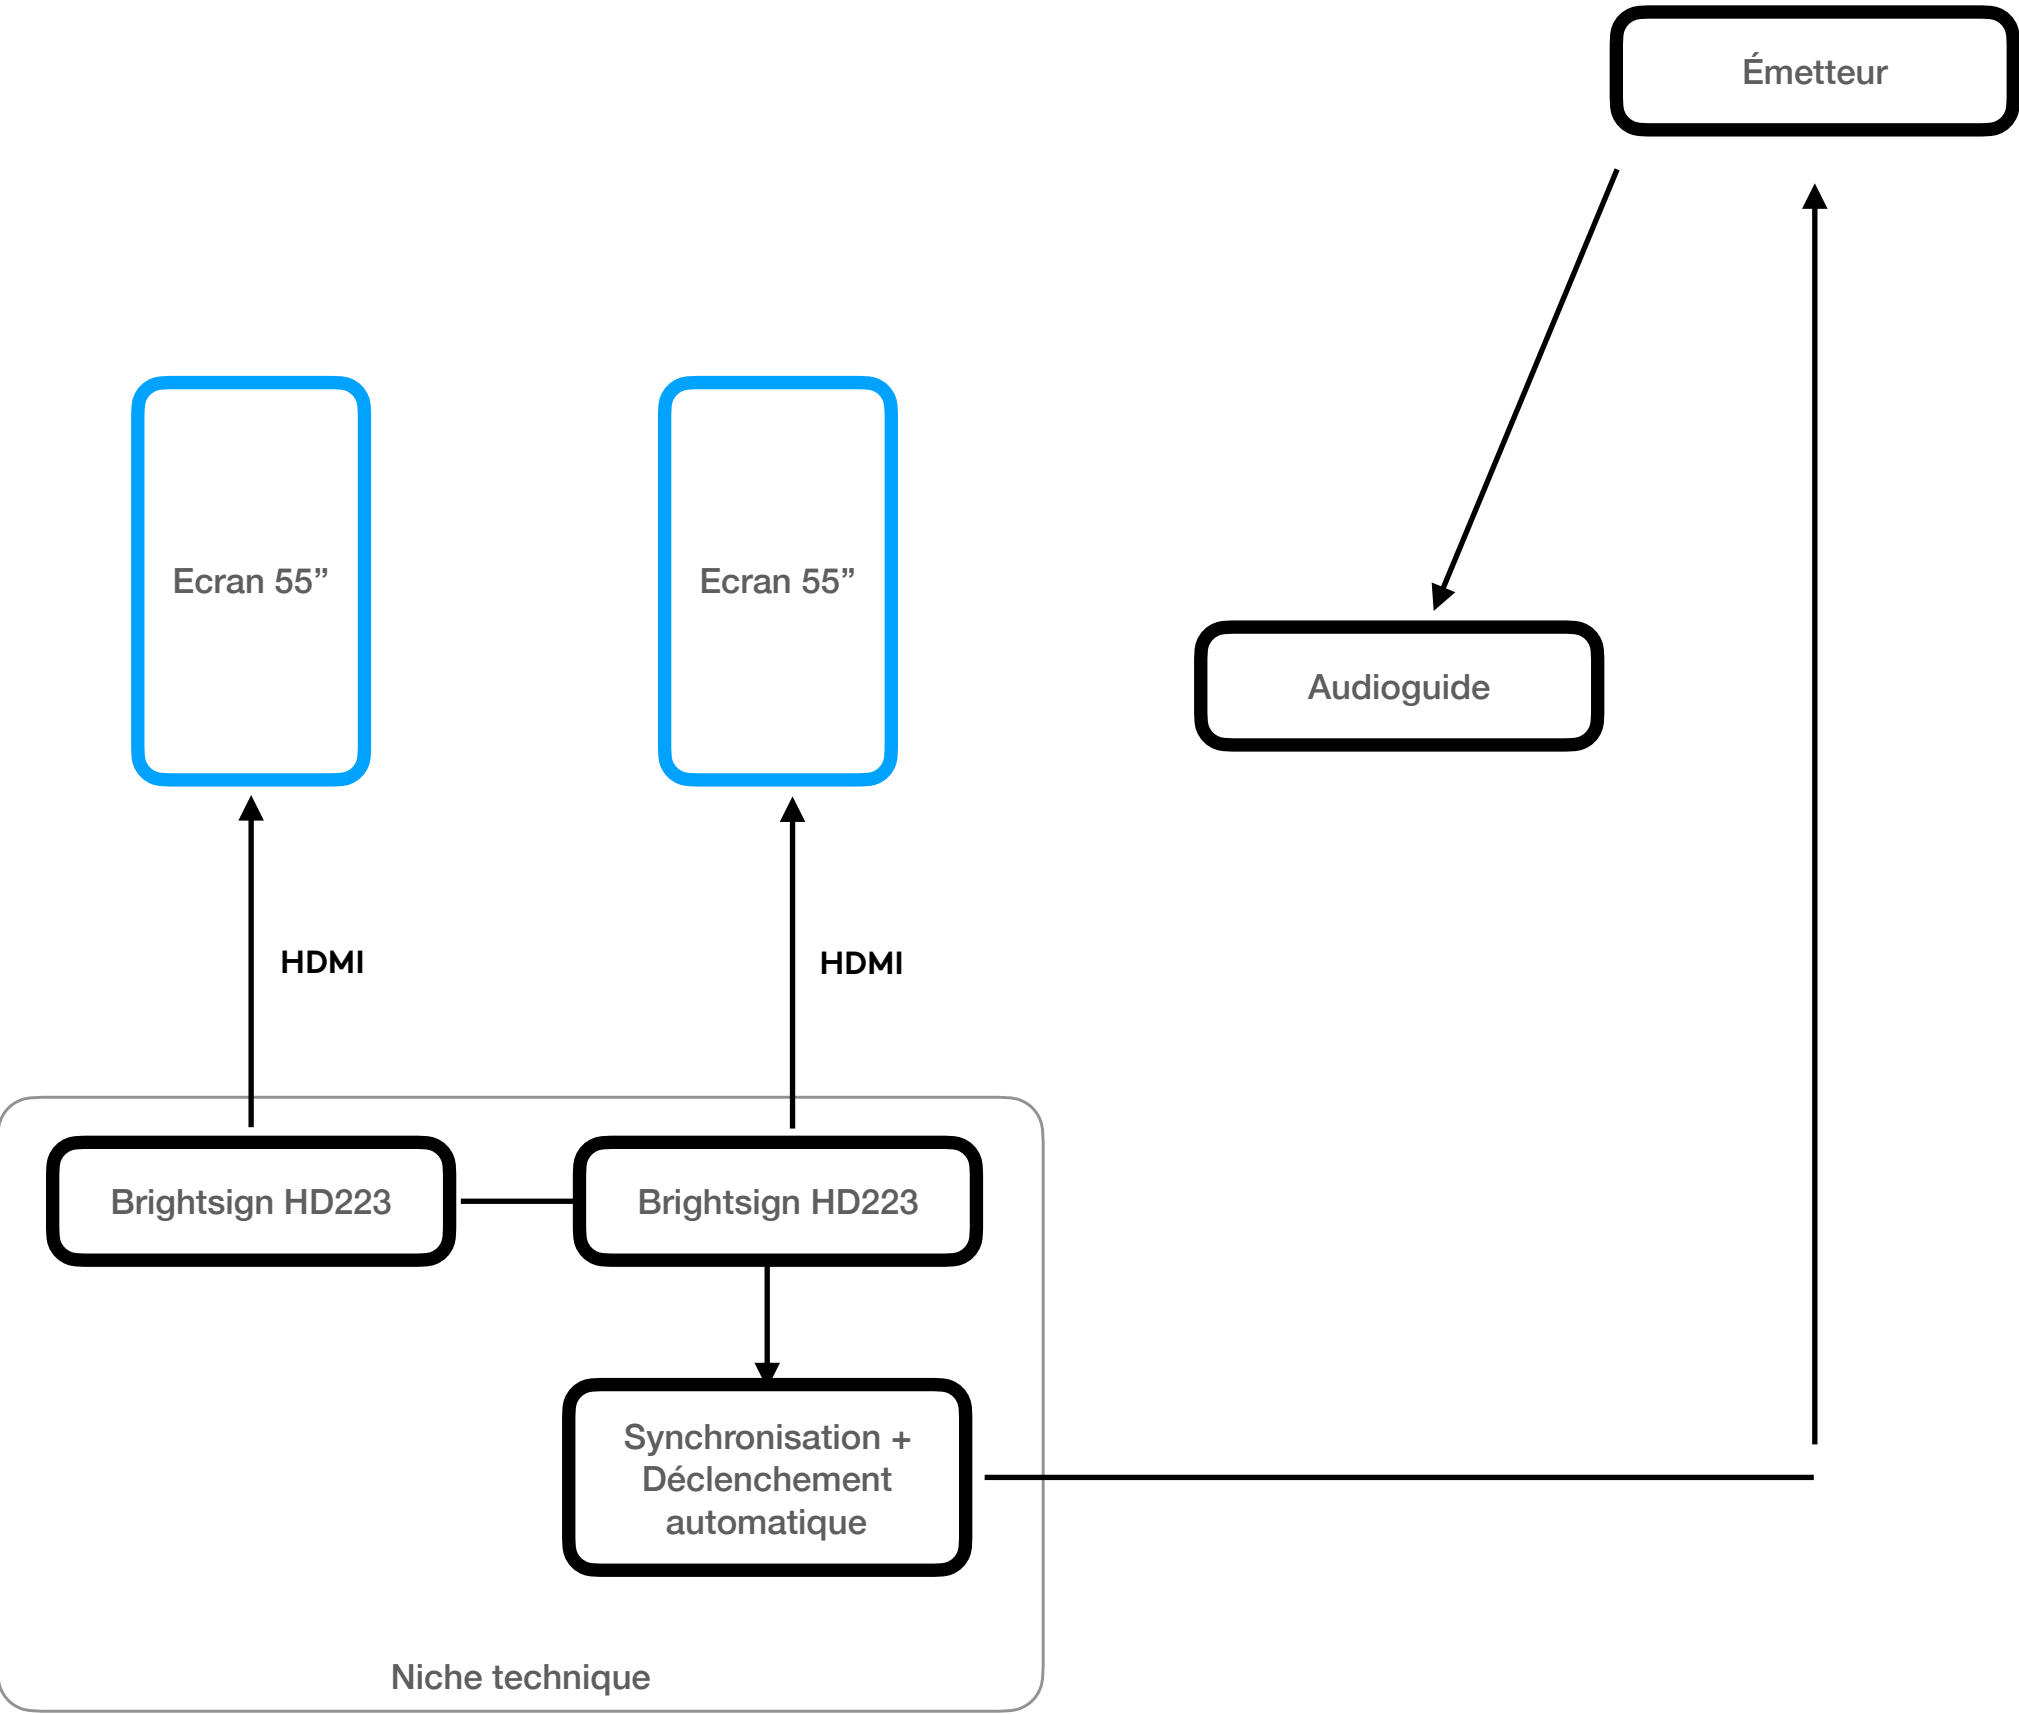 Émetteur
Ecran 55”
Ecran 55”
Audioguide
HDMI
HDMI
Brightsign HD223
Brightsign HD223
Synchronisation +
Déclenchement
automatique
Niche technique